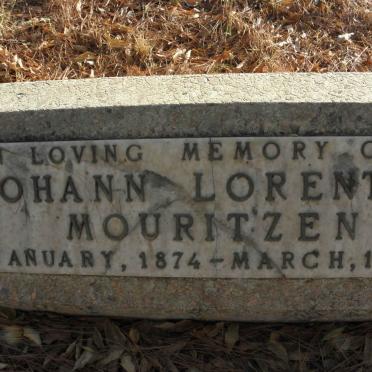 LOVING MEMORY
OHANN LORENT
MOURITZEN
ANUARY, 1874-MARCH, 1